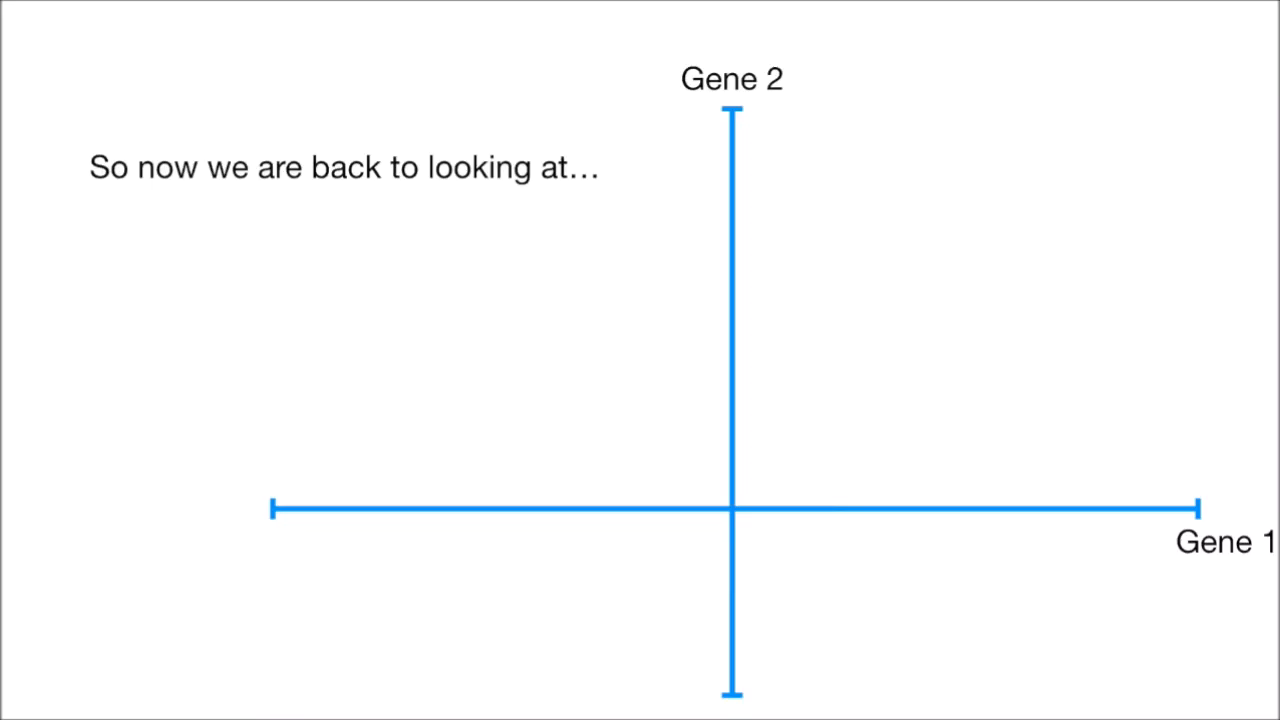 Gene 2
So now we are back to looking at…
Gene 1